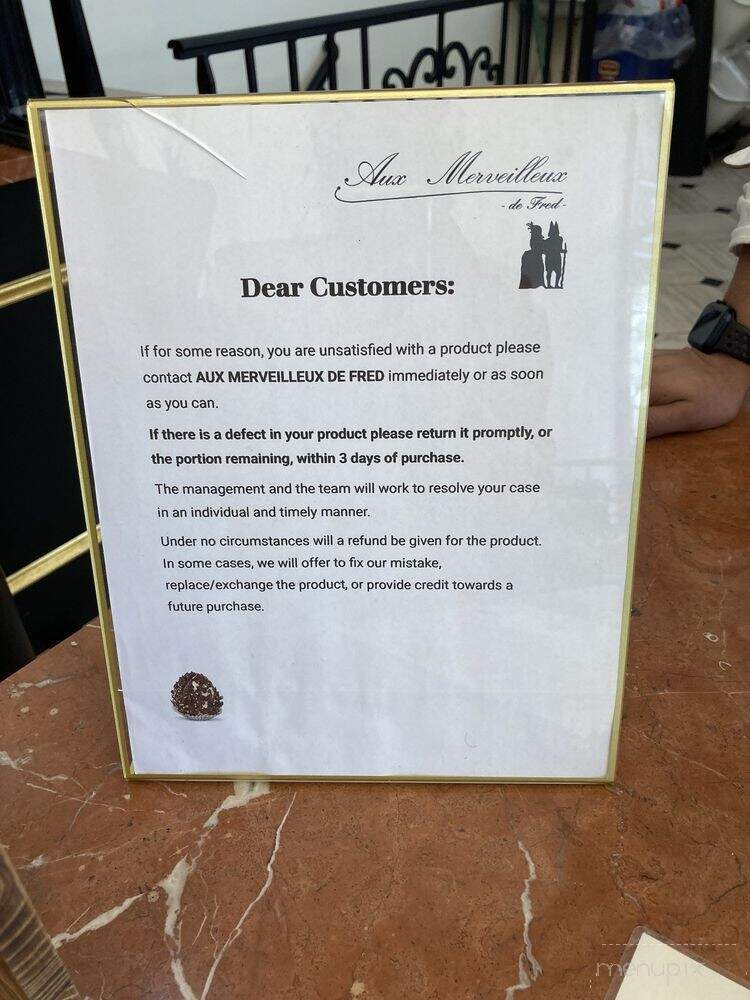 Aux Merveilleux
- de Fred -
Dear Customers:
If for some reason, you are unsatisfied with a product please
contact AUX MERVEILLEUX DE FRED immediately or as soon
as you can.
If there is a defect in your product please return it promptly, or
the portion remaining, within 3 days of purchase.
The management and the team will work to resolve your case
in an individual and timely manner.
Under no circumstances will a refund be given for the product.
In some cases, we will offer to fix our mistake,
replace/exchange the product, or provide credit towards a
future purchase.
menupix